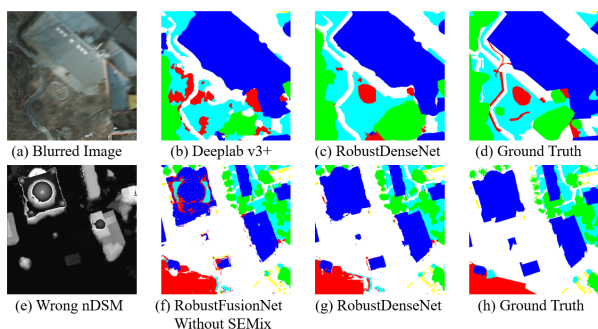 (a) Blurred Image (b) Deeplab v3+ (c) RobustDenseNet (d) Ground Truth
(e) Wrong nDSM (f) RobustFusionNet (g) RobustDenseNet (h) Ground Truth
Without SEMix